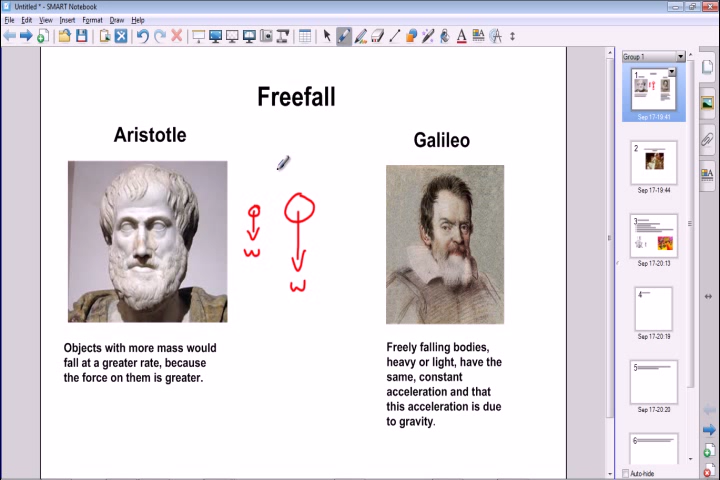 Untitled * - SMART Notebook
File Edit View Insert Format Draw Help
Freefall
Aristotle
Galileo
w
w
Objects with more mass would
fall at a greater rate, because
the force on them is greater.
Freely falling bodies,
heavy or light, have the
same, constant
acceleration and that
this acceleration is due
to gravity.
Group 1
1
Sep 17-19:41
2
Sep 17-19:44
3
Sep 17-20:13
4
Sep 17-20:19
5
Sep 17-20:20
6
Auto-hide